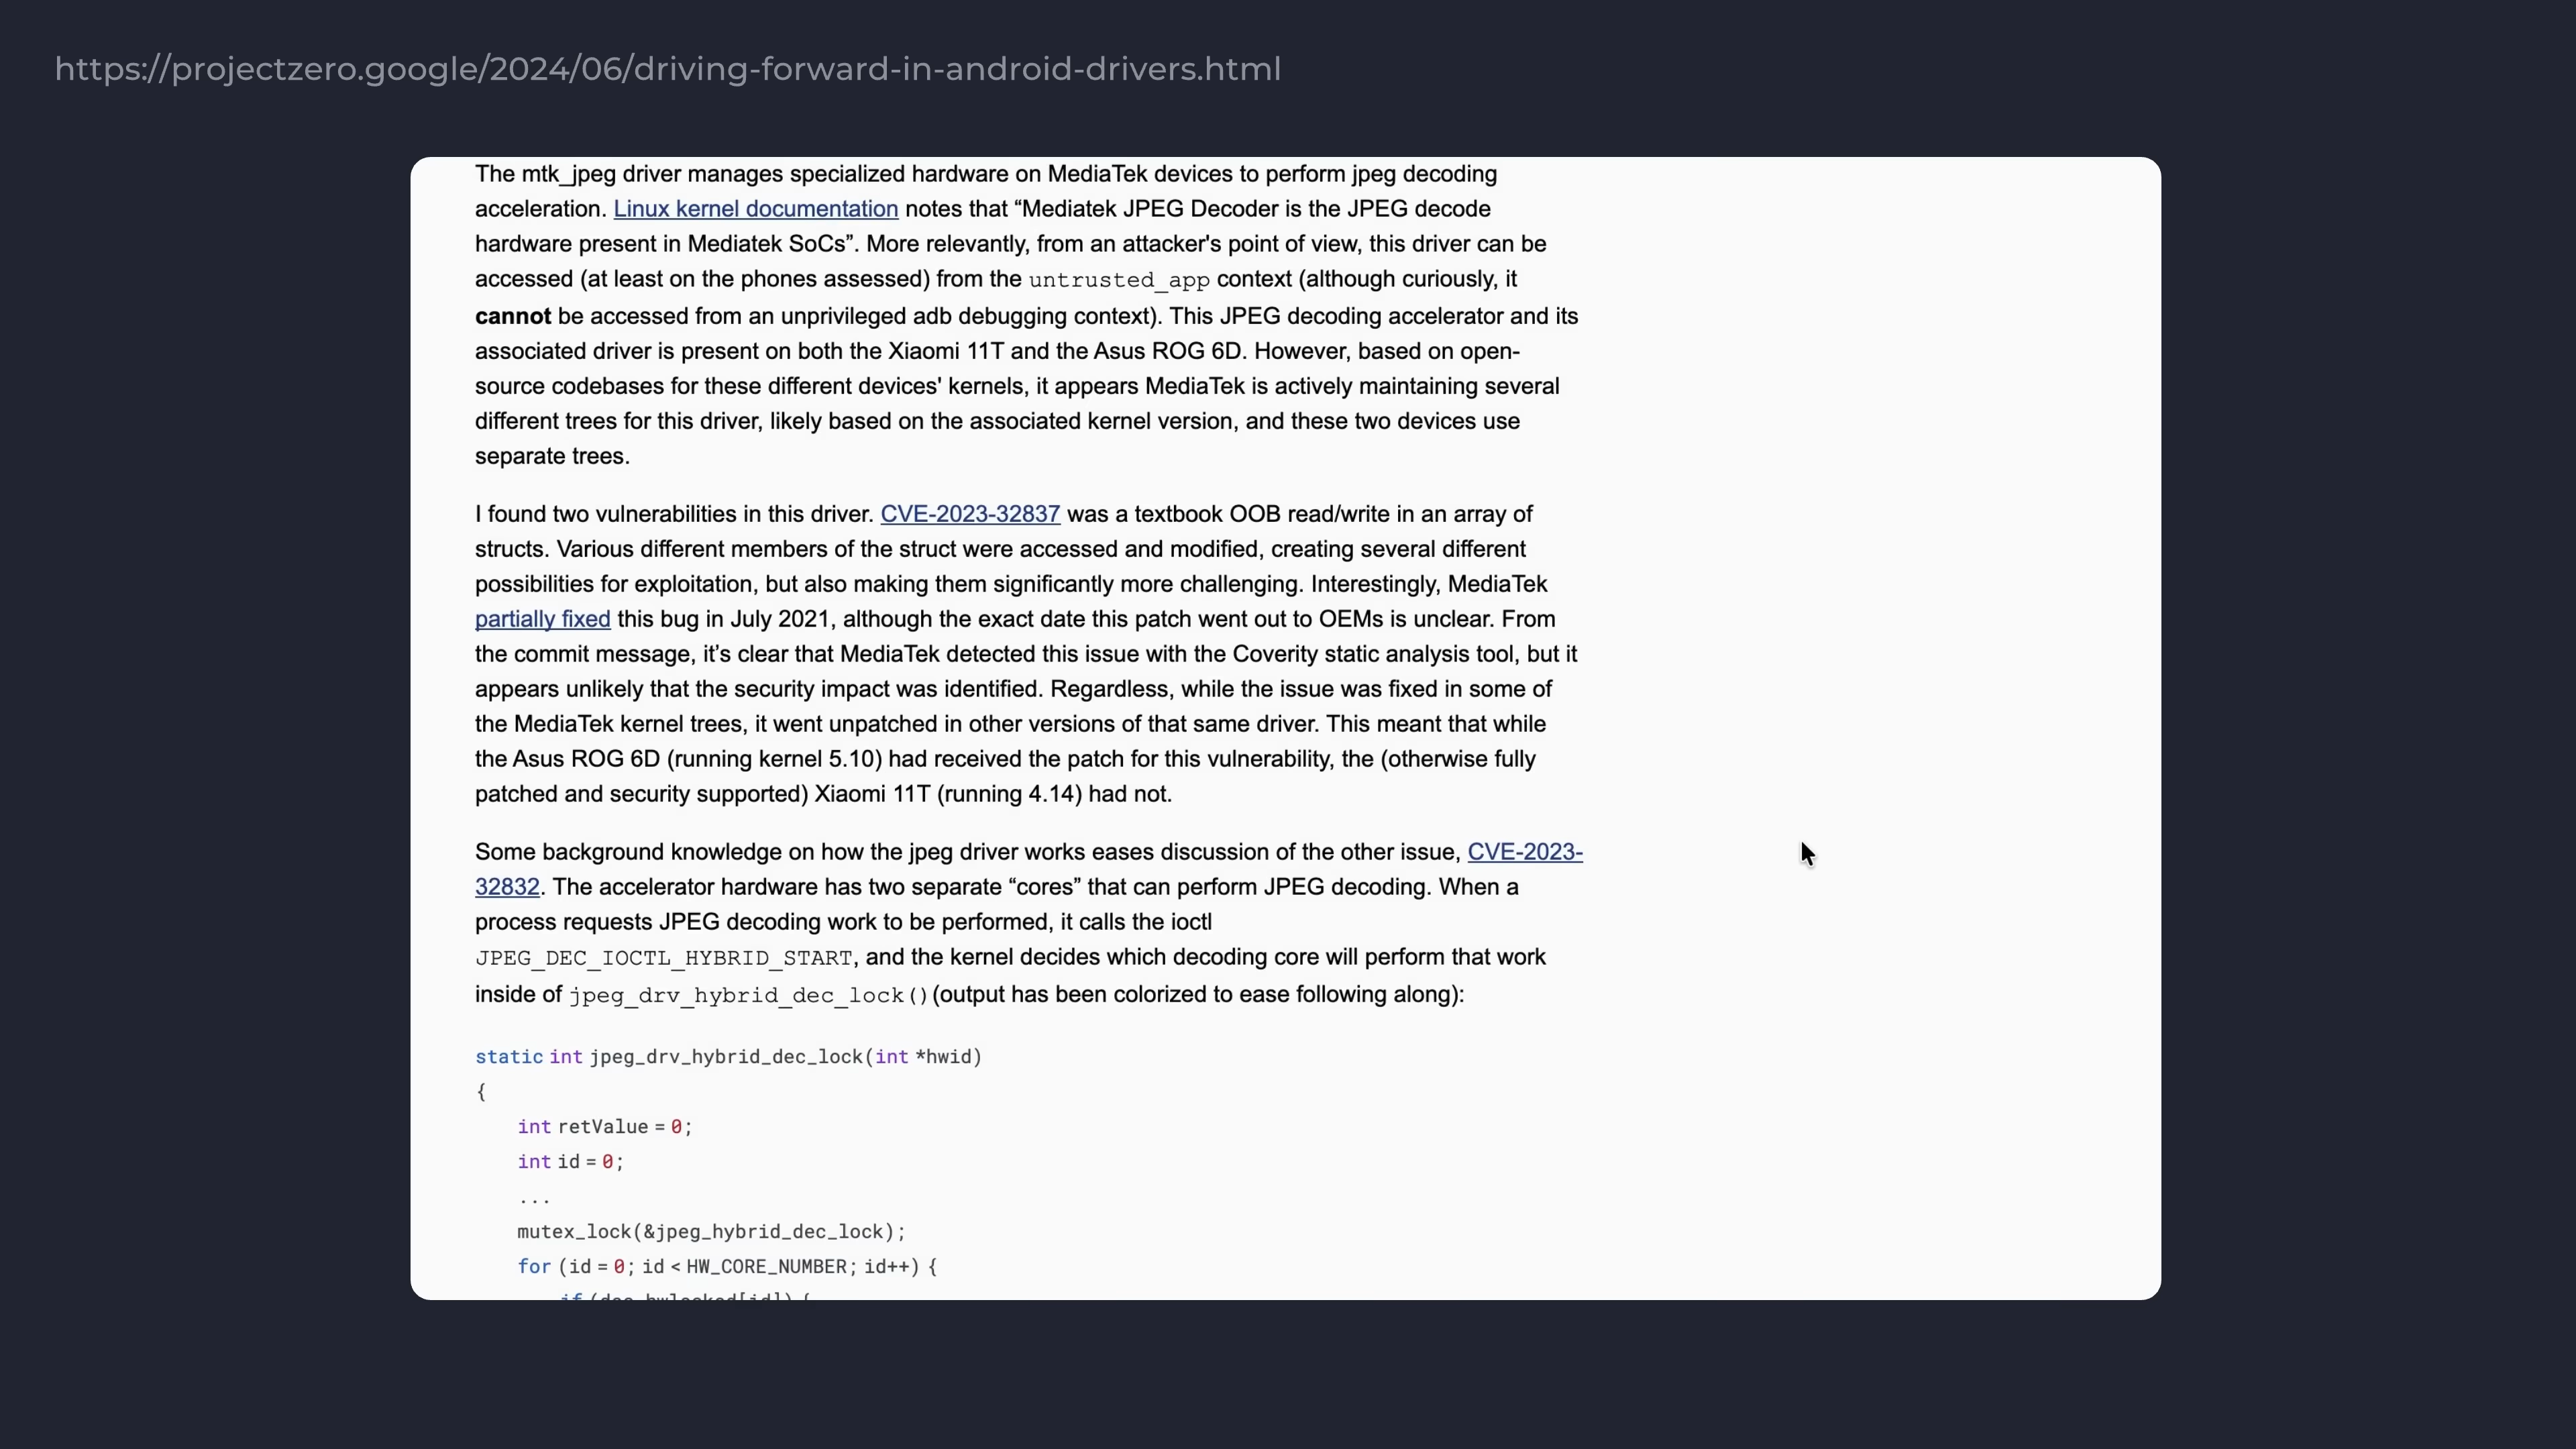 https://projectzero.google/2024/06/driving-forward-in-android-drivers.html
The mtk_jpeg driver manages specialized hardware on MediaTek devices to perform jpeg decoding
acceleration. Linux kernel documentation notes that “Mediatek JPEG Decoder is the JPEG decode
hardware present in Mediatek SoCs”. More relevantly, from an attacker's point of view, this driver can be
accessed (at least on the phones assessed) from the untrusted_app context (although curiously, it
cannot be accessed from an unprivileged adb debugging context). This JPEG decoding accelerator and its
associated driver is present on both the Xiaomi 11T and the Asus ROG 6D. However, based on open-
source codebases for these different devices' kernels, it appears MediaTek is actively maintaining several
different trees for this driver, likely based on the associated kernel version, and these two devices use
separate trees.
I found two vulnerabilities in this driver. CVE-2023-32837 was a textbook OOB read/write in an array of
structs. Various different members of the struct were accessed and modified, creating several different
possibilities for exploitation, but also making them significantly more challenging. Interestingly, MediaTek
partially fixed this bug in July 2021, although the exact date this patch went out to OEMs is unclear. From
the commit message, it’s clear that MediaTek detected this issue with the Coverity static analysis tool, but it
appears unlikely that the security impact was identified. Regardless, while the issue was fixed in some of
the MediaTek kernel trees, it went unpatched in other versions of that same driver. This meant that while
the Asus ROG 6D (running kernel 5.10) had received the patch for this vulnerability, the (otherwise fully
patched and security supported) Xiaomi 11T (running 4.14) had not.
Some background knowledge on how the jpeg driver works eases discussion of the other issue, CVE-2023-
32832. The accelerator hardware has two separate “cores” that can perform JPEG decoding. When a
process requests JPEG decoding work to be performed, it calls the ioctl
JPEG_DEC_IOCTL_HYBRID_START, and the kernel decides which decoding core will perform that work
inside of jpeg_drv_hybrid_dec_lock()(output has been colorized to ease following along):
static int jpeg_drv_hybrid_dec_lock(int *hwid)
{
int retValue = 0;
int id = 0;
...
mutex_lock(&jpeg_hybrid_dec_lock);
for (id = 0; id < HW_CORE_NUMBER; id++) {
if (dec_hwlocked[id]) {